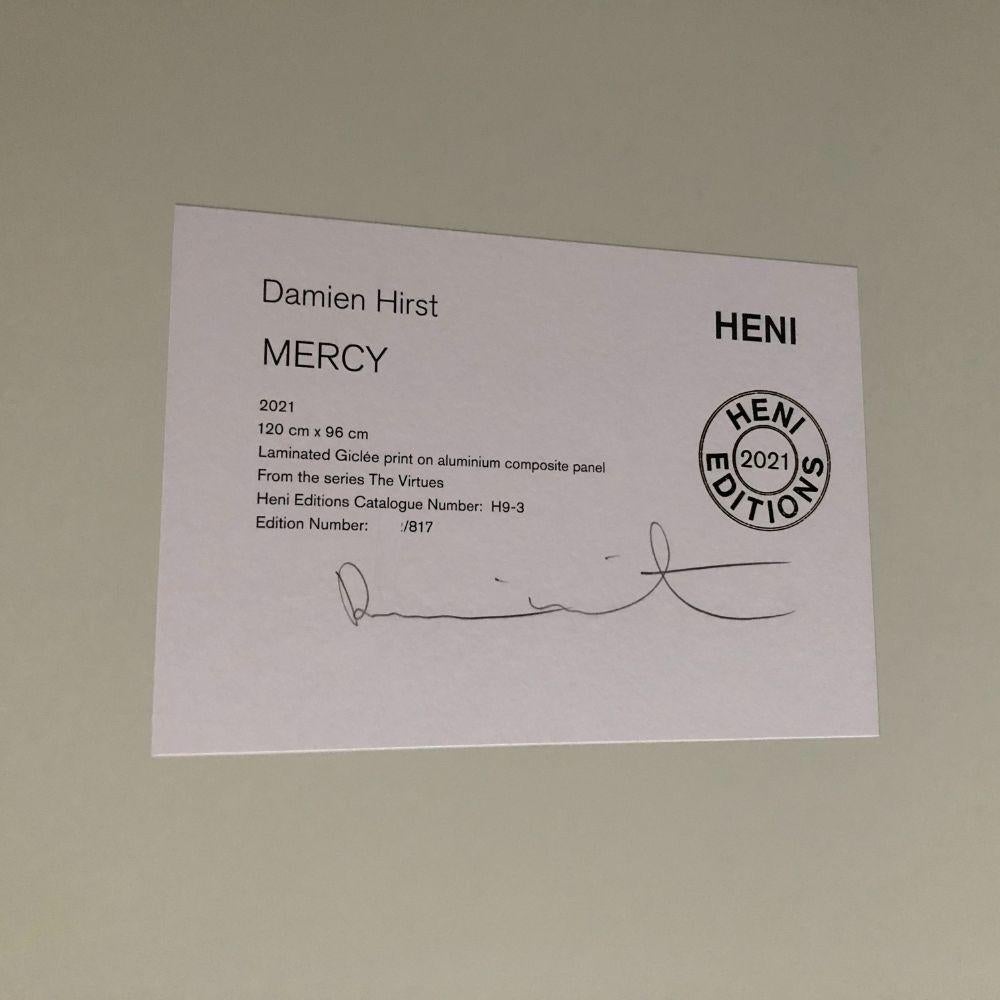 Damien Hirst
HENI
MERCY
2021
120 cm x 96 cm
Laminated Giclée print on aluminium composite panel
From the series The Virtues
Heni Editions Catalogue Number: H9-3
Edition Number: /817
HENI
2021
EDITIONS